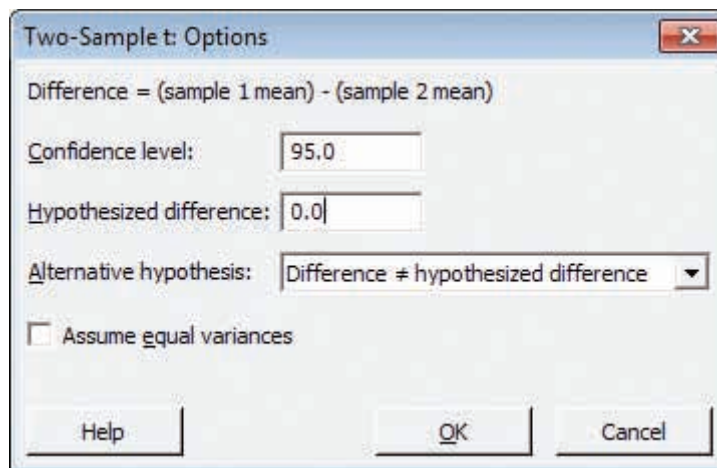 Two-Sample t: Options
Difference = (sample 1 mean) - (sample 2 mean)
Confidence level: 95.0
Hypothesized difference: 0.0
Alternative hypothesis: Difference ≠ hypothesized difference
Assume equal variances
Help OK Cancel